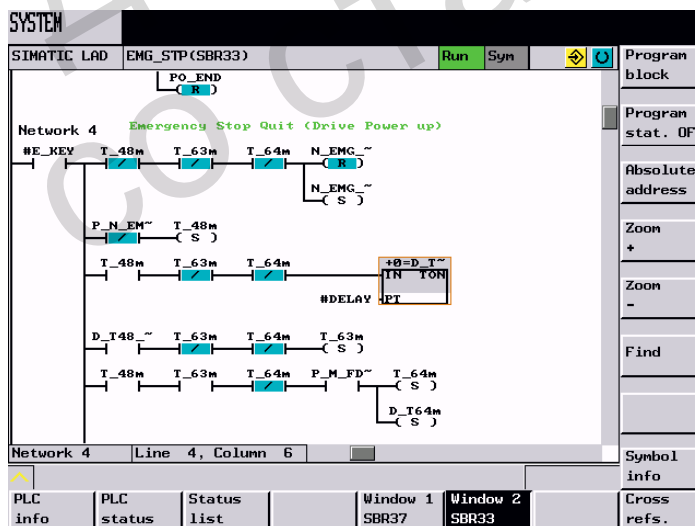 SYSTEM
SIMATIC LAD EMG_STP(SBR33) Run Sym
PO_END
( R )
Network 4 Emergency Stop Quit (Drive Power up)
#E_KEY T_48m T_63m T_64m N_EMG_~
/ / / ( R )
N_EMG_~
( S )
P_N_EM~ T_48m
/ ( S )
T_48m T_63m T_64m +0=D_T~
/ / IN TON
#DELAY PT
D_T48_~ T_63m T_64m T_63m
/ / ( S )
T_48m T_63m T_64m P_M_FD~ T_64m
/ ( S )
D_T64m
( S )
Network 4 Line 4, Column 6
Program
block
Program
stat. OF
Absolute
address
Zoom
+
Zoom
-
Find
Symbol
info
PLC
info
PLC
status
Status
list
Window 1
SBR37
Window 2
SBR33
Cross
refs.